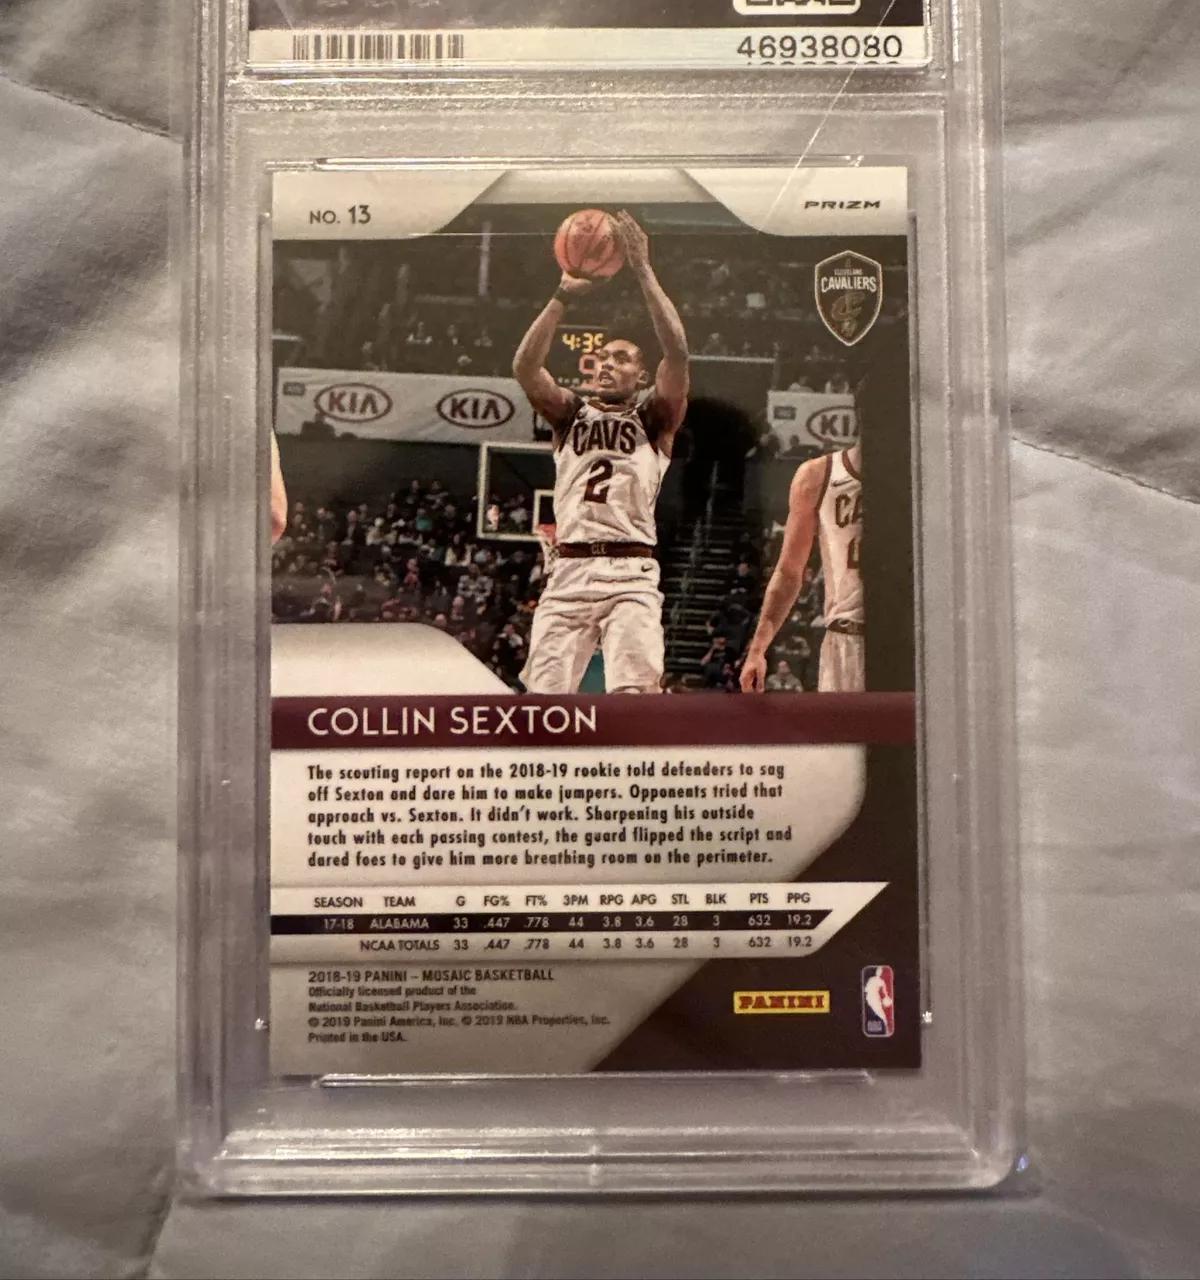 46938080
NO. 13
PRIZM
CLEVELAND
CAVALIERS
4:35
9
KIA KIA KIA
CAVS
2
CA
CLE
COLLIN SEXTON
The scouting report on the 2018-19 rookie told defenders to sag
off Sexton and dare him to make jumpers. Opponents tried that
approach vs. Sexton. It didn't work. Sharpening his outside
touch with each passing contest, the guard flipped the script and
dared foes to give him more breathing room on the perimeter.
SEASON TEAM G FG% FT% 3PM RPG APG STL BLK PTS PPG
17-18 ALABAMA 33 .447 .778 44 3.8 3.6 28 3 632 19.2
NCAA TOTALS 33 .447 .778 44 3.8 3.6 28 3 632 19.2
2018-19 PANINI – MOSAIC BASKETBALL
Officially licensed product of the
National Basketball Players Association.
© 2019 Panini America, Inc. © 2019 NBA Properties, Inc.
Printed in the USA.
PANINI